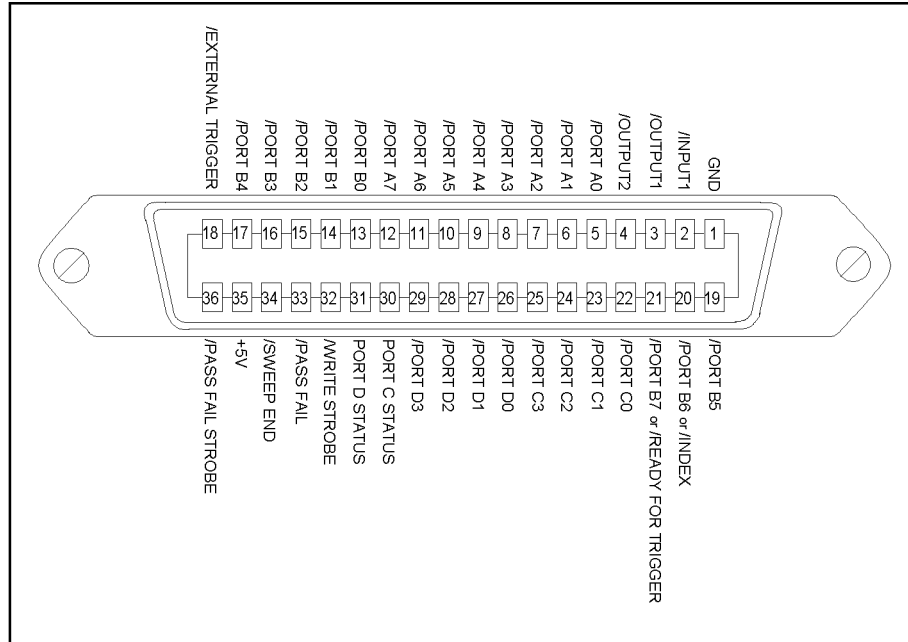 /EXTERNAL TRIGGER
/PORT B4
/PORT B3
/PORT B2
/PORT B1
/PORT B0
/PORT A7
/PORT A6
/PORT A5
/PORT A4
/PORT A3
/PORT A2
/PORT A1
/PORT A0
/OUTPUT2
/OUTPUT1
/INPUT1
GND
18 17 16 15 14 13 12 11 10 9 8 7 6 5 4 3 2 1
36 35 34 33 32 31 30 29 28 27 26 25 24 23 22 21 20 19
/PASS FAIL STROBE
+5V
/SWEEP END
/PASS FAIL
/WRITE STROBE
PORT D STATUS
PORT C STATUS
/PORT D3
/PORT D2
/PORT D1
/PORT D0
/PORT C3
/PORT C2
/PORT C1
/PORT C0
/PORT B7 or /READY FOR TRIGGER
/PORT B6 or /INDEX
/PORT B5